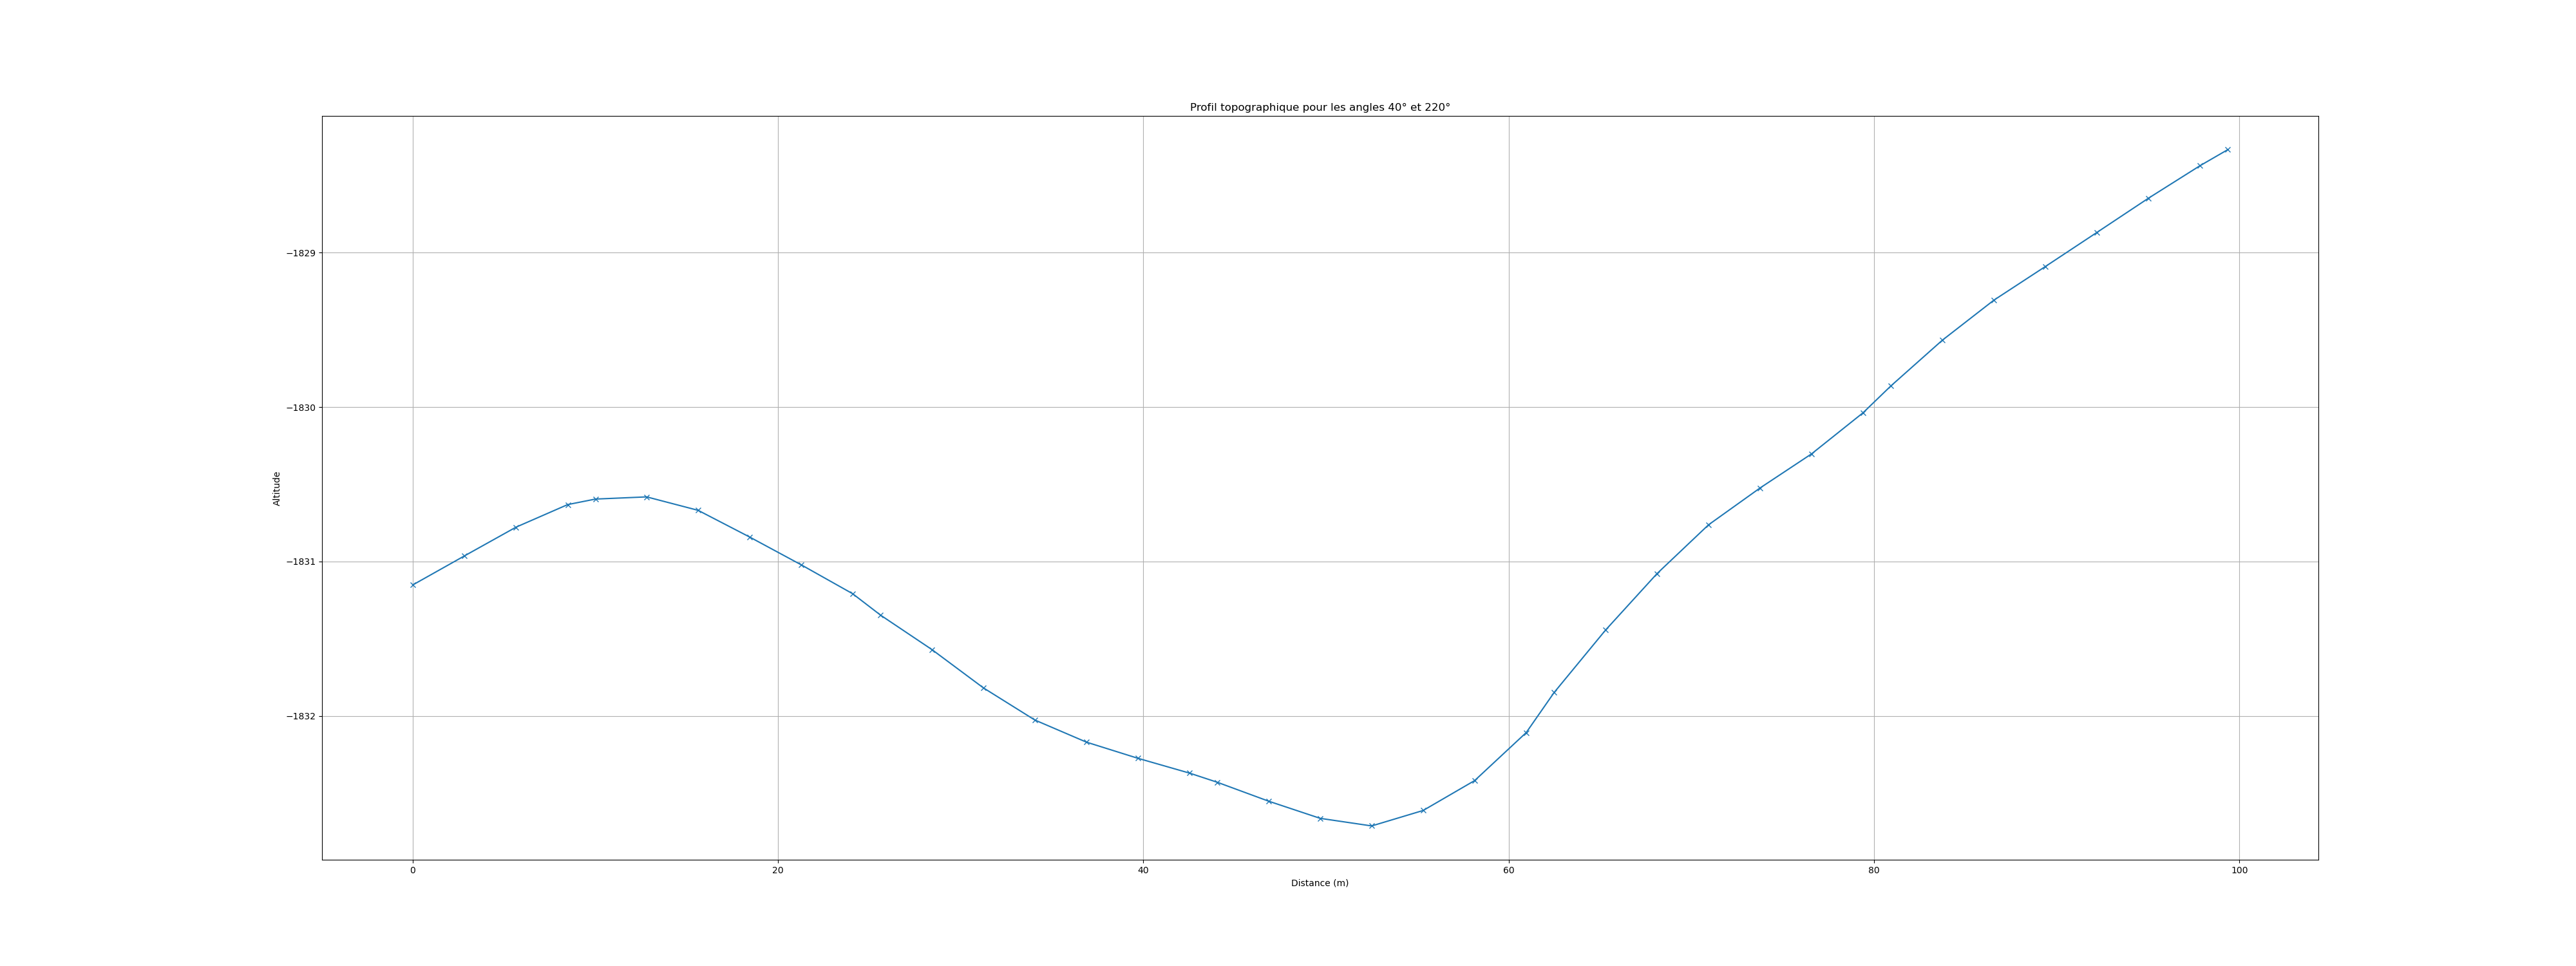 Profil topographique pour les angles 40° et 220°
Altitude
−1829
−1830
−1831
−1832
0 20 40 60 80 100
Distance (m)